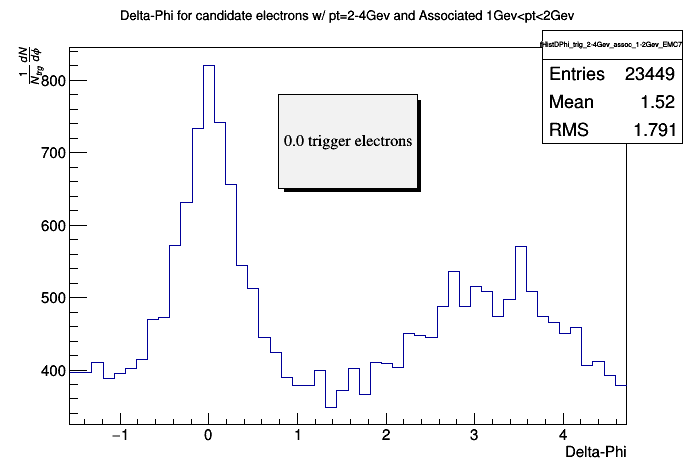 Delta-Phi for candidate electrons w/ pt=2-4Gev and Associated 1Gev<pt<2Gev
1 dN
N_trg dϕ
fHistDPhi_trig_2-4Gev_assoc_1-2Gev_EMC7
Entries 23449
Mean 1.52
RMS 1.791
0.0 trigger electrons
800
700
600
500
400
−1 0 1 2 3 4
Delta-Phi